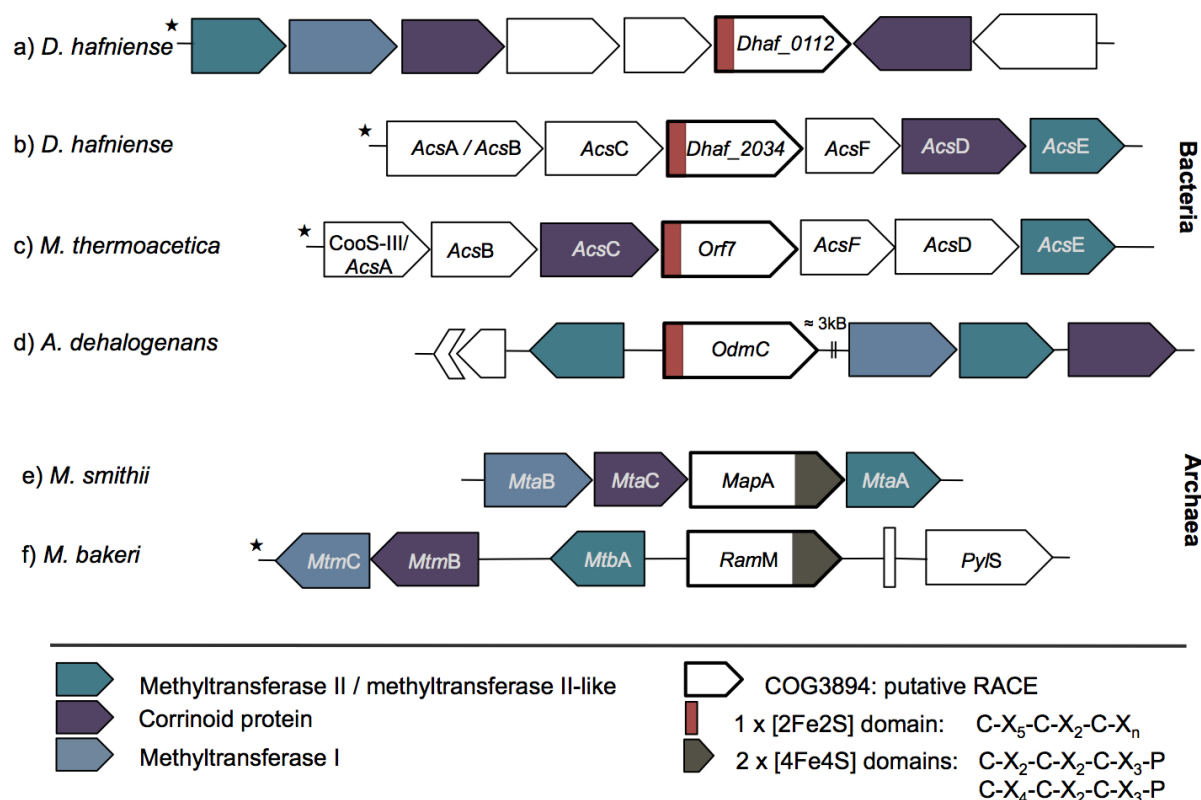 a) D. hafniense ★ Dhaf_0112
b) D. hafniense ★ AcsA / AcsB AcsC Dhaf_2034 AcsF AcsD AcsE
c) M. thermoacetica ★ CooS-III/ AcsA AcsB AcsC Orf7 AcsF AcsD AcsE
d) A. dehalogenans OdmC ≈ 3kB
Bacteria
e) M. smithii MtaB MtaC MapA MtaA
f) M. bakeri ★ MtmC MtmB MtbA RamM PylS
Archaea
Methyltransferase II / methyltransferase II-like
Corrinoid protein
Methyltransferase I
COG3894: putative RACE
1 x [2Fe2S] domain: C-X5-C-X2-C-Xn
2 x [4Fe4S] domains: C-X2-C-X2-C-X3-P
C-X4-C-X2-C-X3-P